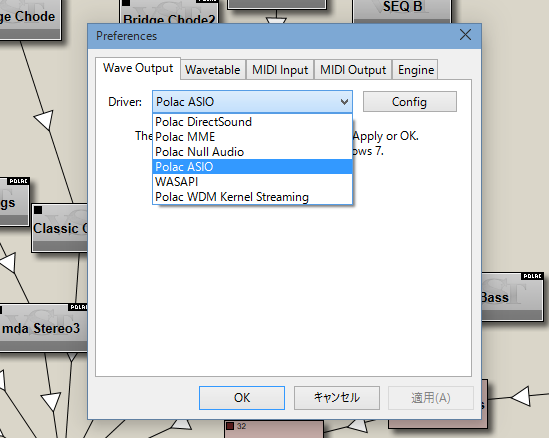 ge Chode
Bridge Chode2
SEQ B
Preferences
Wave Output
Wavetable
MIDI Input
MIDI Output
Engine
Driver:
Polac ASIO
Config
Polac DirectSound
Polac MME
Polac Null Audio
Polac ASIO
WASAPI
Polac WDM Kernel Streaming
The
Apply or OK.
ows 7.
POLAC
gs
Classic
POLAC
mda Stereo3
POLAC
Bass
OK
キャンセル
適用(A)
s
32